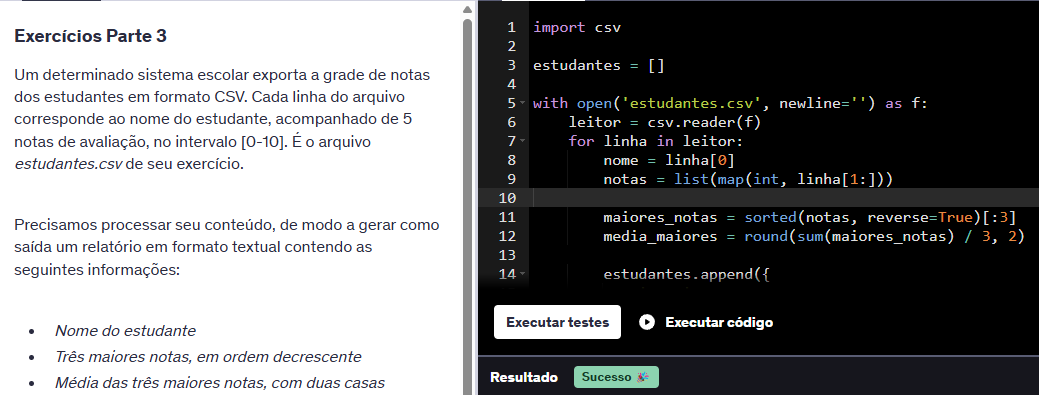 Exercícios Parte 3
Um determinado sistema escolar exporta a grade de notas
dos estudantes em formato CSV. Cada linha do arquivo
corresponde ao nome do estudante, acompanhado de 5
notas de avaliação, no intervalo [0-10]. É o arquivo
estudantes.csv de seu exercício.
Precisamos processar seu conteúdo, de modo a gerar como
saída um relatório em formato textual contendo as
seguintes informações:
• Nome do estudante
• Três maiores notas, em ordem decrescente
• Média das três maiores notas, com duas casas
1 import csv
2
3 estudantes = []
4
5 with open('estudantes.csv', newline='') as f:
6 leitor = csv.reader(f)
7 for linha in leitor:
8 nome = linha[0]
9 notas = list(map(int, linha[1:]))
10
11 maiores_notas = sorted(notas, reverse=True)[:3]
12 media_maiores = round(sum(maiores_notas) / 3, 2)
13
14 estudantes.append({
Executar testes Executar código
Resultado Sucesso 🎉